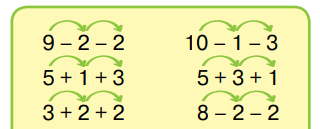 9 – 2 – 2    10 – 1 – 3
5 + 1 + 3    5 + 3 + 1
3 + 2 + 2    8 – 2 – 2